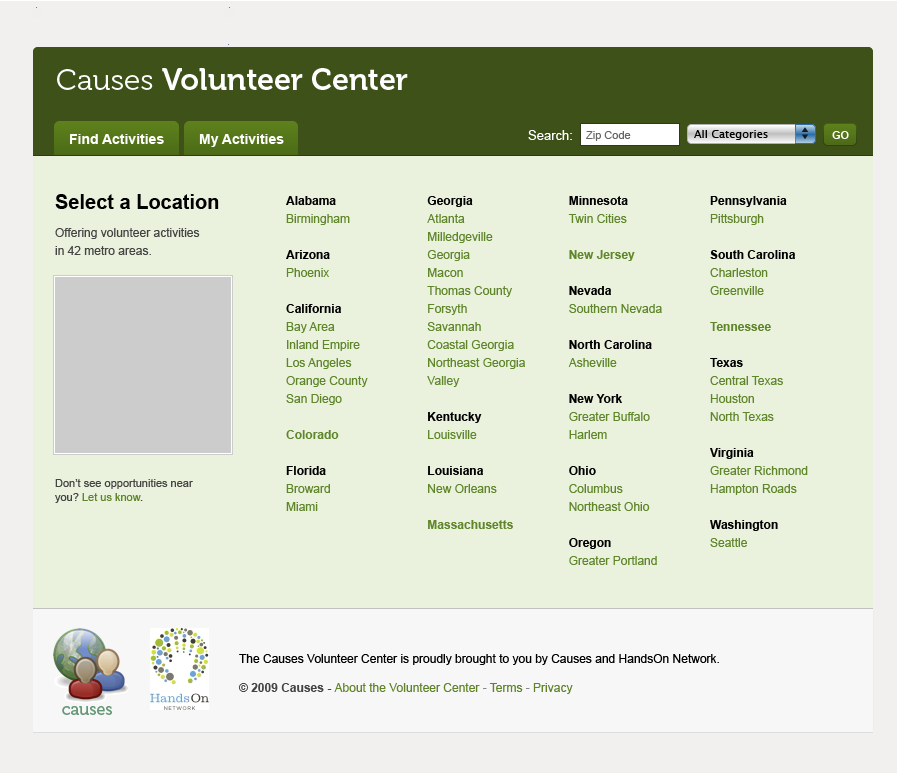 Causes Volunteer Center
Find Activities
My Activities
Search:
Zip Code
All Categories
GO
Select a Location
Offering volunteer activities
in 42 metro areas.
Don't see opportunities near
you? Let us know.
Alabama
Birmingham
Arizona
Phoenix
California
Bay Area
Inland Empire
Los Angeles
Orange County
San Diego
Colorado
Florida
Broward
Miami
Georgia
Atlanta
Milledgeville
Georgia
Macon
Thomas County
Forsyth
Savannah
Coastal Georgia
Northeast Georgia
Valley
Kentucky
Louisville
Louisiana
New Orleans
Massachusetts
Minnesota
Twin Cities
New Jersey
Nevada
Southern Nevada
North Carolina
Asheville
New York
Greater Buffalo
Harlem
Ohio
Columbus
Northeast Ohio
Oregon
Greater Portland
Pennsylvania
Pittsburgh
South Carolina
Charleston
Greenville
Tennessee
Texas
Central Texas
Houston
North Texas
Virginia
Greater Richmond
Hampton Roads
Washington
Seattle
causes
HandsOn
NETWORK
The Causes Volunteer Center is proudly brought to you by Causes and HandsOn Network.
© 2009 Causes - About the Volunteer Center - Terms - Privacy